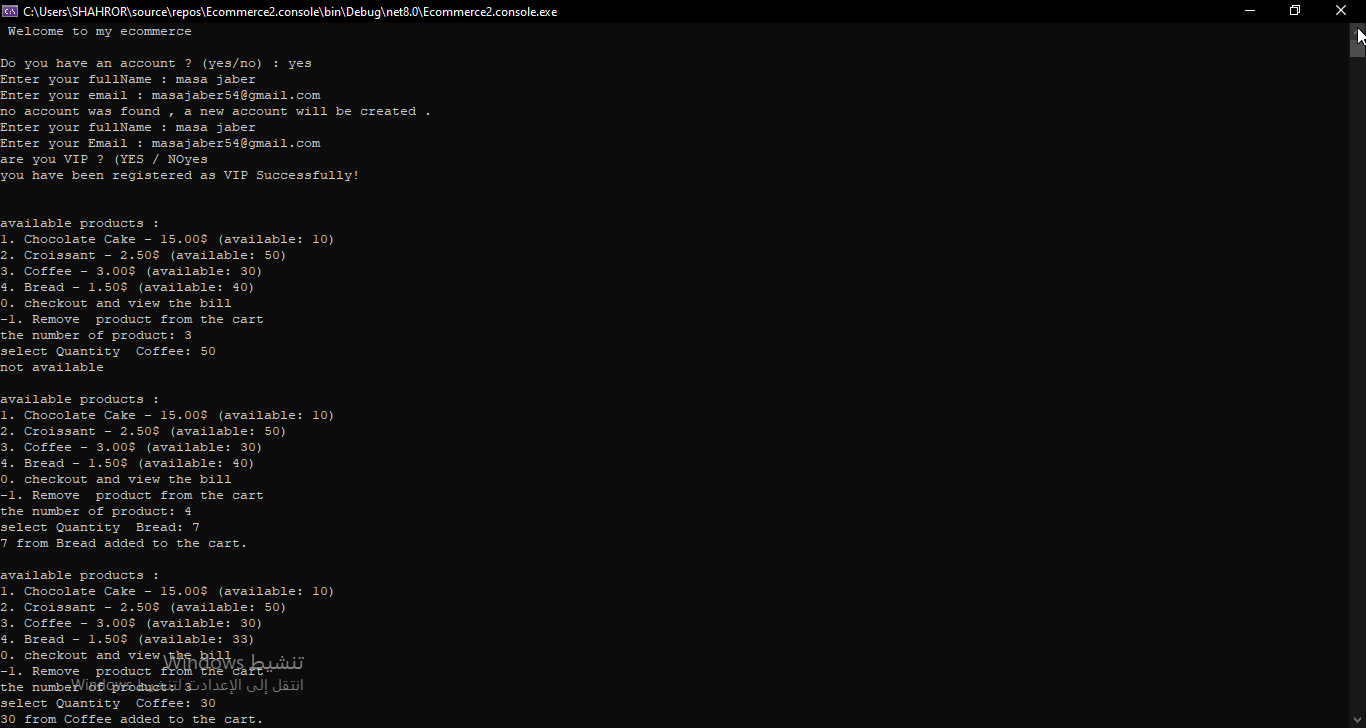 C:\Users\SHAHROR\source\repos\Ecommerce2.console\bin\Debug\net8.0\Ecommerce2.console.exe
Welcome to my ecommerce
Do you have an account ? (yes/no) : yes
Enter your fullName : masa jaber
Enter your email : masajaber54@gmail.com
no account was found , a new account will be created .
Enter your fullName : masa jaber
Enter your Email : masajaber54@gmail.com
are you VIP ? (YES / NOyes
you have been registered as VIP Successfully!
available products :
1. Chocolate Cake - 15.00$ (available: 10)
2. Croissant - 2.50$ (available: 50)
3. Coffee - 3.00$ (available: 30)
4. Bread - 1.50$ (available: 40)
0. checkout and view the bill
-1. Remove  product from the cart
the number of product: 3
select Quantity  Coffee: 50
not available
available products :
1. Chocolate Cake - 15.00$ (available: 10)
2. Croissant - 2.50$ (available: 50)
3. Coffee - 3.00$ (available: 30)
4. Bread - 1.50$ (available: 40)
0. checkout and view the bill
-1. Remove  product from the cart
the number of product: 4
select Quantity  Bread: 7
7 from Bread added to the cart.
available products :
1. Chocolate Cake - 15.00$ (available: 10)
2. Croissant - 2.50$ (available: 50)
3. Coffee - 3.00$ (available: 30)
4. Bread - 1.50$ (available: 33)
0. checkout and view the bill
تنشيط Windows
-1. Remove  product from the cart
the number of product: 3
انتقل إلى الإعدادات لتنشيط Windows
select Quantity  Coffee: 30
30 from Coffee added to the cart.